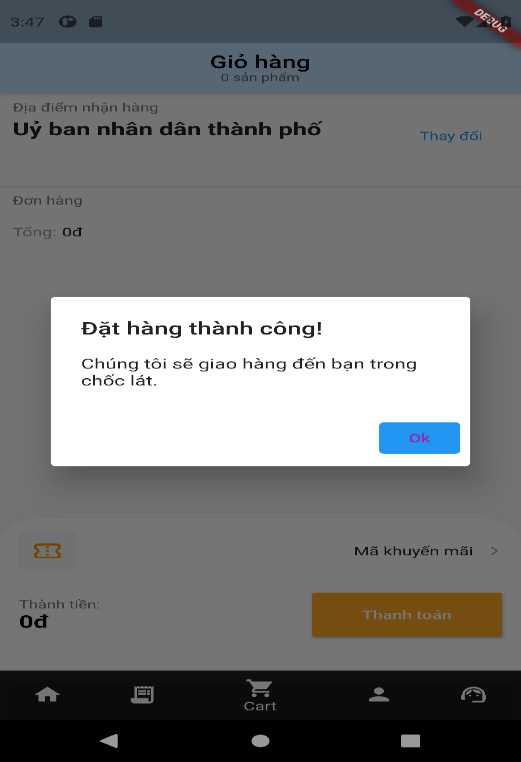 3:47
DEBUG
Giỏ hàng
0 sản phẩm
Địa điểm nhận hàng
Uỷ ban nhân dân thành phố
Thay đổi
Đơn hàng
Tổng: 0đ
Đặt hàng thành công!
Chúng tôi sẽ giao hàng đến bạn trong
chốc lát.
Ok
Mã khuyến mãi
Thành tiền:
0đ
Thanh toán
Cart